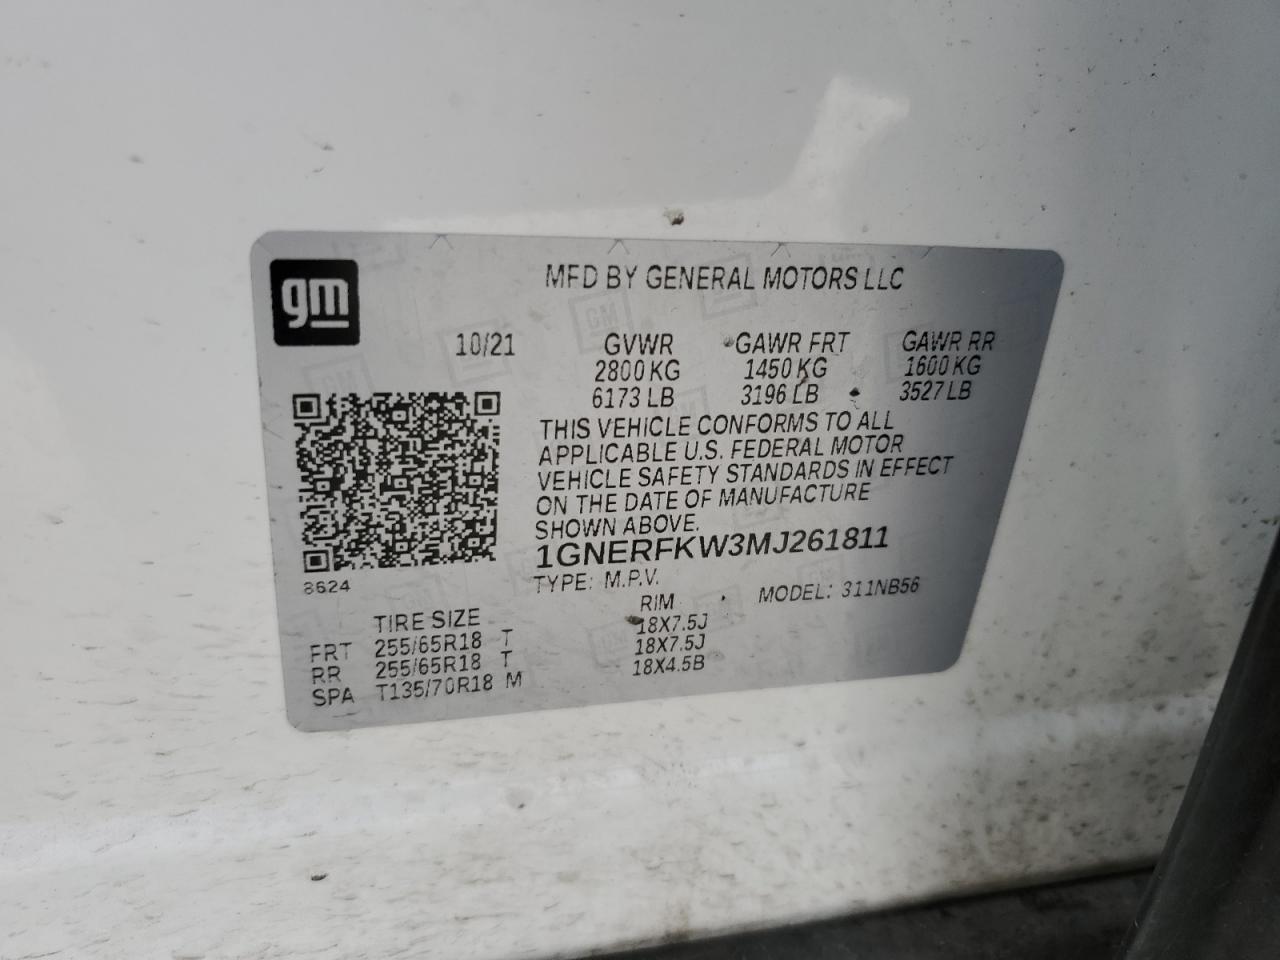 gm
MFD BY GENERAL MOTORS LLC
10/21 GVWR GAWR FRT GAWR RR
2800 KG 1450 KG 1600 KG
6173 LB 3196 LB 3527 LB
THIS VEHICLE CONFORMS TO ALL
APPLICABLE U.S. FEDERAL MOTOR
VEHICLE SAFETY STANDARDS IN EFFECT
ON THE DATE OF MANUFACTURE
SHOWN ABOVE.
1GNERFKW3MJ261811
8624
TYPE: M.P.V. MODEL: 311NB56
TIRE SIZE RIM
FRT 255/65R18 T 18X7.5J
RR 255/65R18 T 18X7.5J
SPA T135/70R18 M 18X4.5B